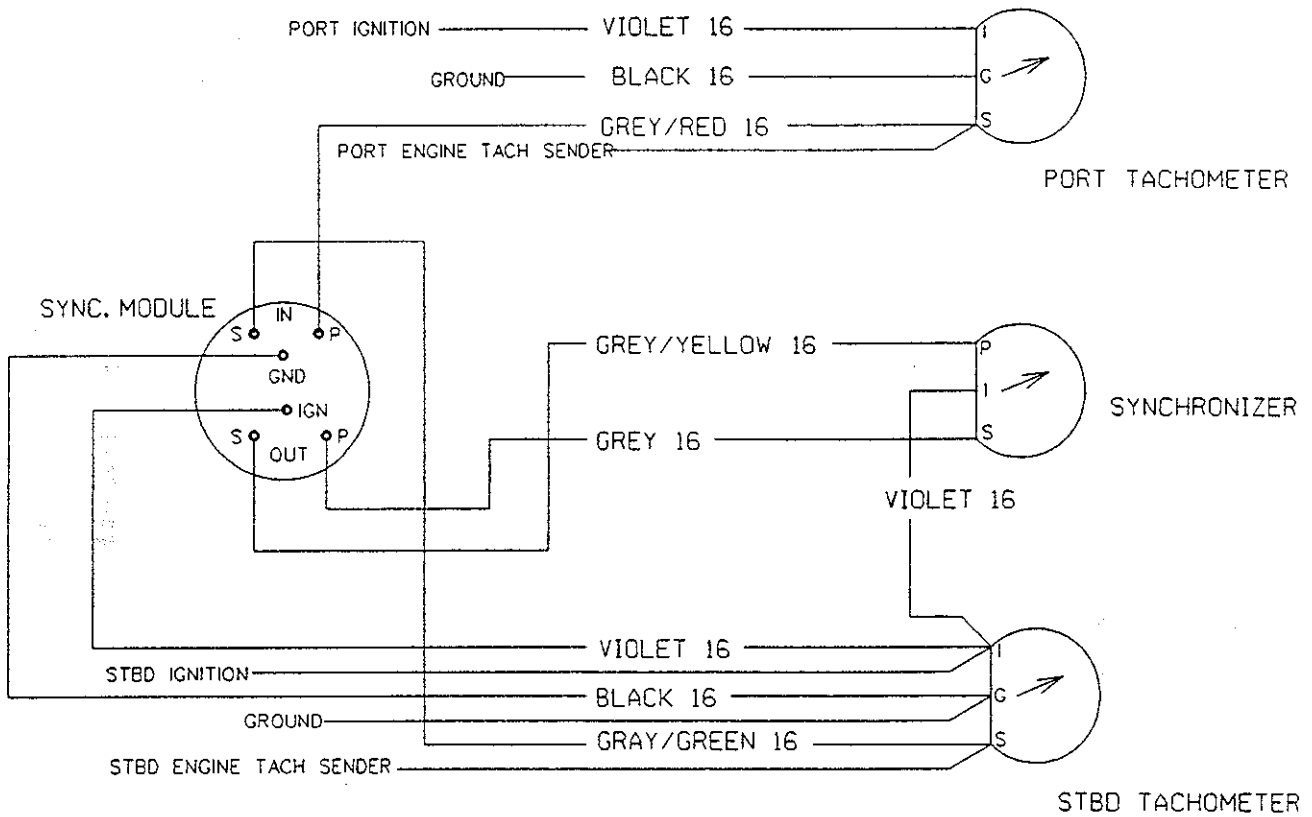 PORT IGNITION VIOLET 16 I
GROUND BLACK 16 G
GREY/RED 16 S
PORT ENGINE TACH SENDER
PORT TACHOMETER
SYNC. MODULE
IN
S P
GND
IGN
S P
OUT
GREY/YELLOW 16 P
I
SYNCHRONIZER
GREY 16 S
VIOLET 16
VIOLET 16 I
STBD IGNITION
BLACK 16 G
GROUND
GRAY/GREEN 16 S
STBD ENGINE TACH SENDER
STBD TACHOMETER